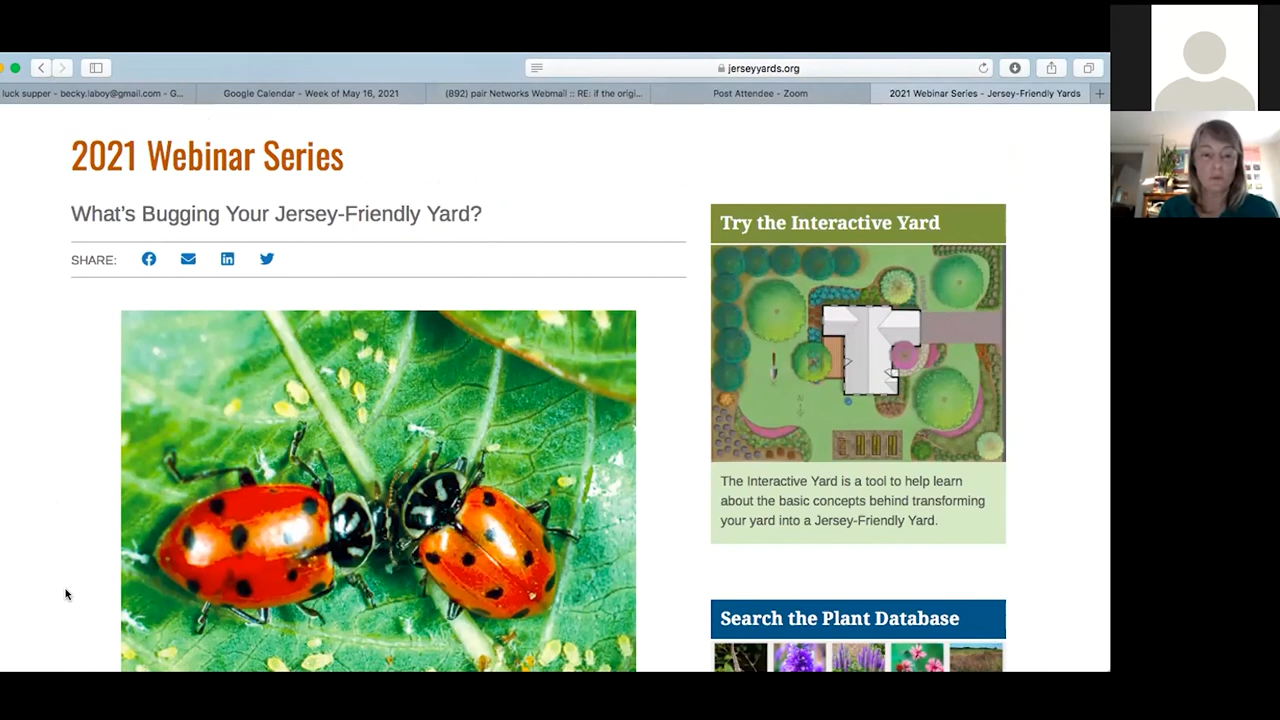 jerseyyards.org
luck supper - becky.laboy@gmail.com - G...
Google Calendar - Week of May 16, 2021
(892) pair Networks Webmail :: RE: if the origi...
Post Attendee - Zoom
2021 Webinar Series - Jersey-Friendly Yards
2021 Webinar Series
What's Bugging Your Jersey-Friendly Yard?
SHARE:
Try the Interactive Yard
The Interactive Yard is a tool to help learn
about the basic concepts behind transforming
your yard into a Jersey-Friendly Yard.
Search the Plant Database